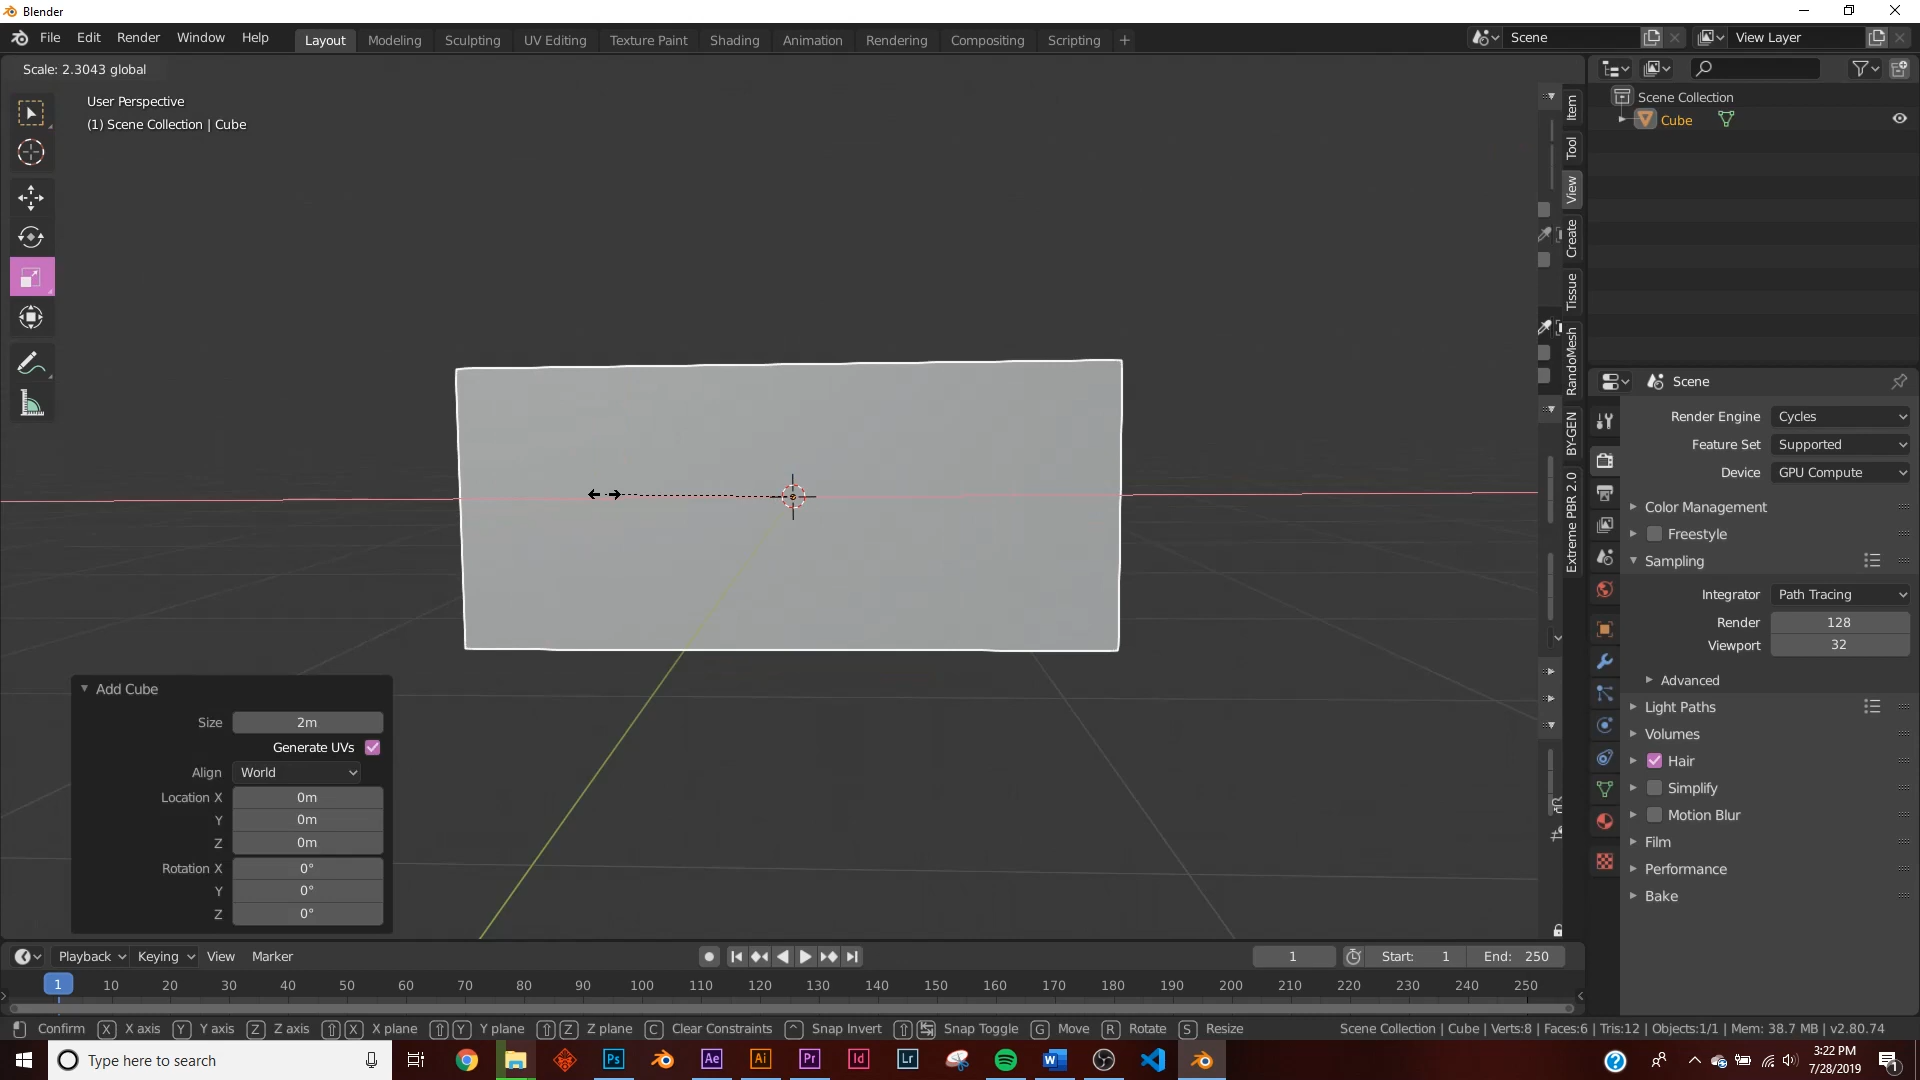 Blender
File Edit Render Window Help Layout Modeling Sculpting UV Editing Texture Paint Shading Animation Rendering Compositing Scripting + Scene View Layer
Scale: 2.3043 global
User Perspective
(1) Scene Collection | Cube
Scene Collection
Cube
Item
Tool
View
Create
Tissue
RandoMesh
BY-GEN
Extreme PBR 2.0
Scene
Render Engine Cycles
Feature Set Supported
Device GPU Compute
Color Management
Freestyle
Sampling
Integrator Path Tracing
Render 128
Viewport 32
Advanced
Light Paths
Volumes
Hair
Simplify
Motion Blur
Film
Performance
Bake
Add Cube
Size 2m
Generate UVs
Align World
Location X 0m
Y 0m
Z 0m
Rotation X 0°
Y 0°
Z 0°
Playback Keying View Marker 1 Start: 1 End: 250
1 10 20 30 40 50 60 70 80 90 100 110 120 130 140 150 160 170 180 190 200 210 220 230 240 250
Confirm X X axis Y Y axis Z Z axis X X plane Y Y plane Z Z plane C Clear Constraints ^ Snap Invert Snap Toggle G Move R Rotate S Resize Scene Collection | Cube | Verts:8 | Faces:6 | Tris:12 | Objects:1/1 | Mem: 38.7 MB | v2.80.74
Type here to search Ps Ae Ai Pr Id Lr W ? 3:22 PM
7/28/2019 1